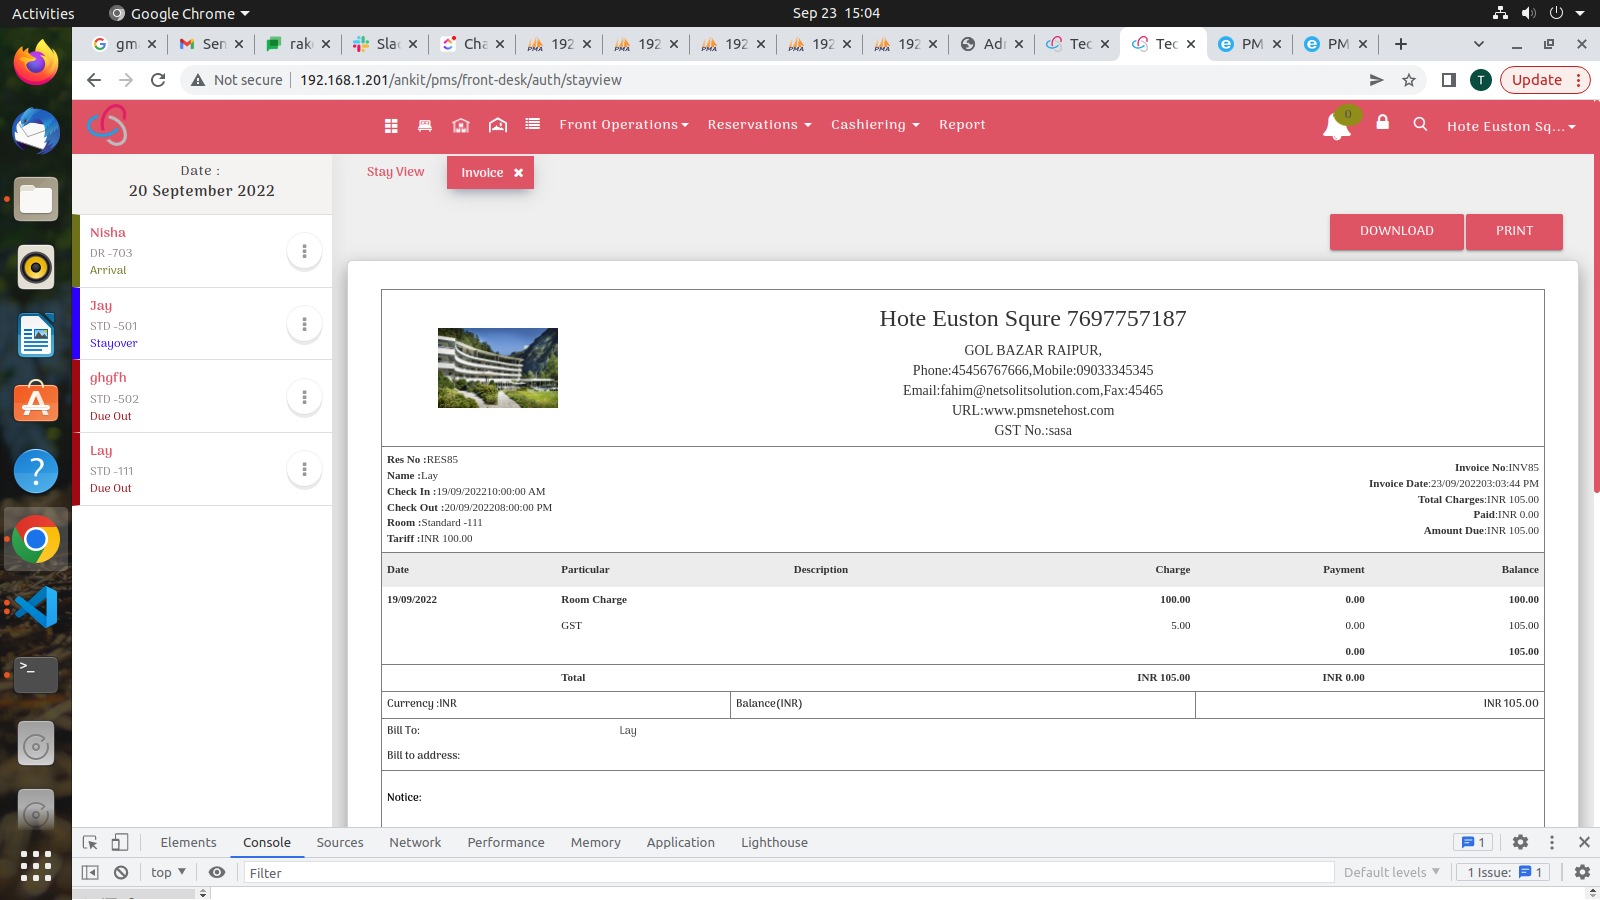 Activities
Google Chrome
Sep 23 15:04
gm
Sen
rak
Slac
Cha
192
192
192
192
192
Adr
Tec
Tec
PM
PM
Not secure
192.168.1.201/ankit/pms/front-desk/auth/stayview
T
Update
Front Operations
Reservations
Cashiering
Report
0
Hote Euston Sq...
Date :
20 September 2022
Nisha
DR -703
Arrival
Jay
STD -501
Stayover
ghgfh
STD -502
Due Out
Lay
STD -111
Due Out
Stay View
Invoice
DOWNLOAD
PRINT
Hote Euston Squre 7697757187
GOL BAZAR RAIPUR,
Phone:45456767666,Mobile:09033345345
Email:fahim@netsolitsolution.com,Fax:45465
URL:www.pmsnetehost.com
GST No.:sasa
Res No :RES85
Name :Lay
Check In :19/09/202210:00:00 AM
Check Out :20/09/202208:00:00 PM
Room :Standard -111
Tariff :INR 100.00
Invoice No:INV85
Invoice Date:23/09/202203:03:44 PM
Total Charges:INR 105.00
Paid:INR 0.00
Amount Due:INR 105.00
Date Particular Description Charge Payment Balance
19/09/2022 Room Charge 100.00 0.00 100.00
GST 5.00 0.00 105.00
0.00 105.00
Total INR 105.00 INR 0.00
Currency :INR Balance(INR) INR 105.00
Bill To: Lay
Bill to address:
Notice:
Elements Console Sources Network Performance Memory Application Lighthouse
1
top
Filter
Default levels
1 Issue: 1